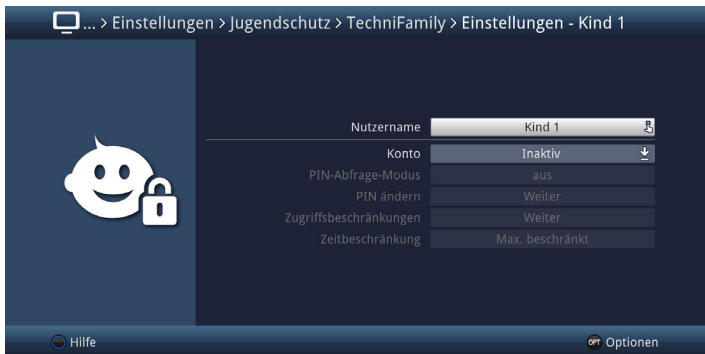 ... > Einstellungen > Jugendschutz > TechniFamily > Einstellungen - Kind 1
Nutzername Kind 1
Konto Inaktiv
PIN-Abfrage-Modus aus
PIN ändern Weiter
Zugriffsbeschränkungen Weiter
Zeitbeschränkung Max. beschränkt
Hilfe OPT Optionen